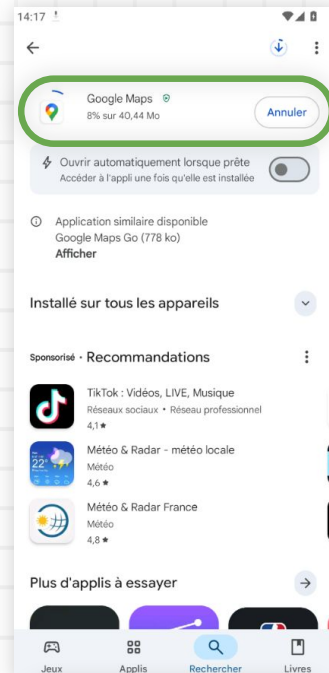 14:17
Google Maps
8% sur 40,44 Mo
Annuler
Ouvrir automatiquement lorsque prête
Accéder à l'appli une fois qu'elle est installée
Application similaire disponible
Google Maps Go (778 ko)
Afficher
Installé sur tous les appareils
Sponsorisé · Recommandations
TikTok : Vidéos, LIVE, Musique
Réseaux sociaux • Réseau professionnel
4,1 ★
Météo & Radar - météo locale
Météo
4,6 ★
Météo & Radar France
Météo
4,8 ★
Plus d'applis à essayer
Jeux
Applis
Rechercher
Livres